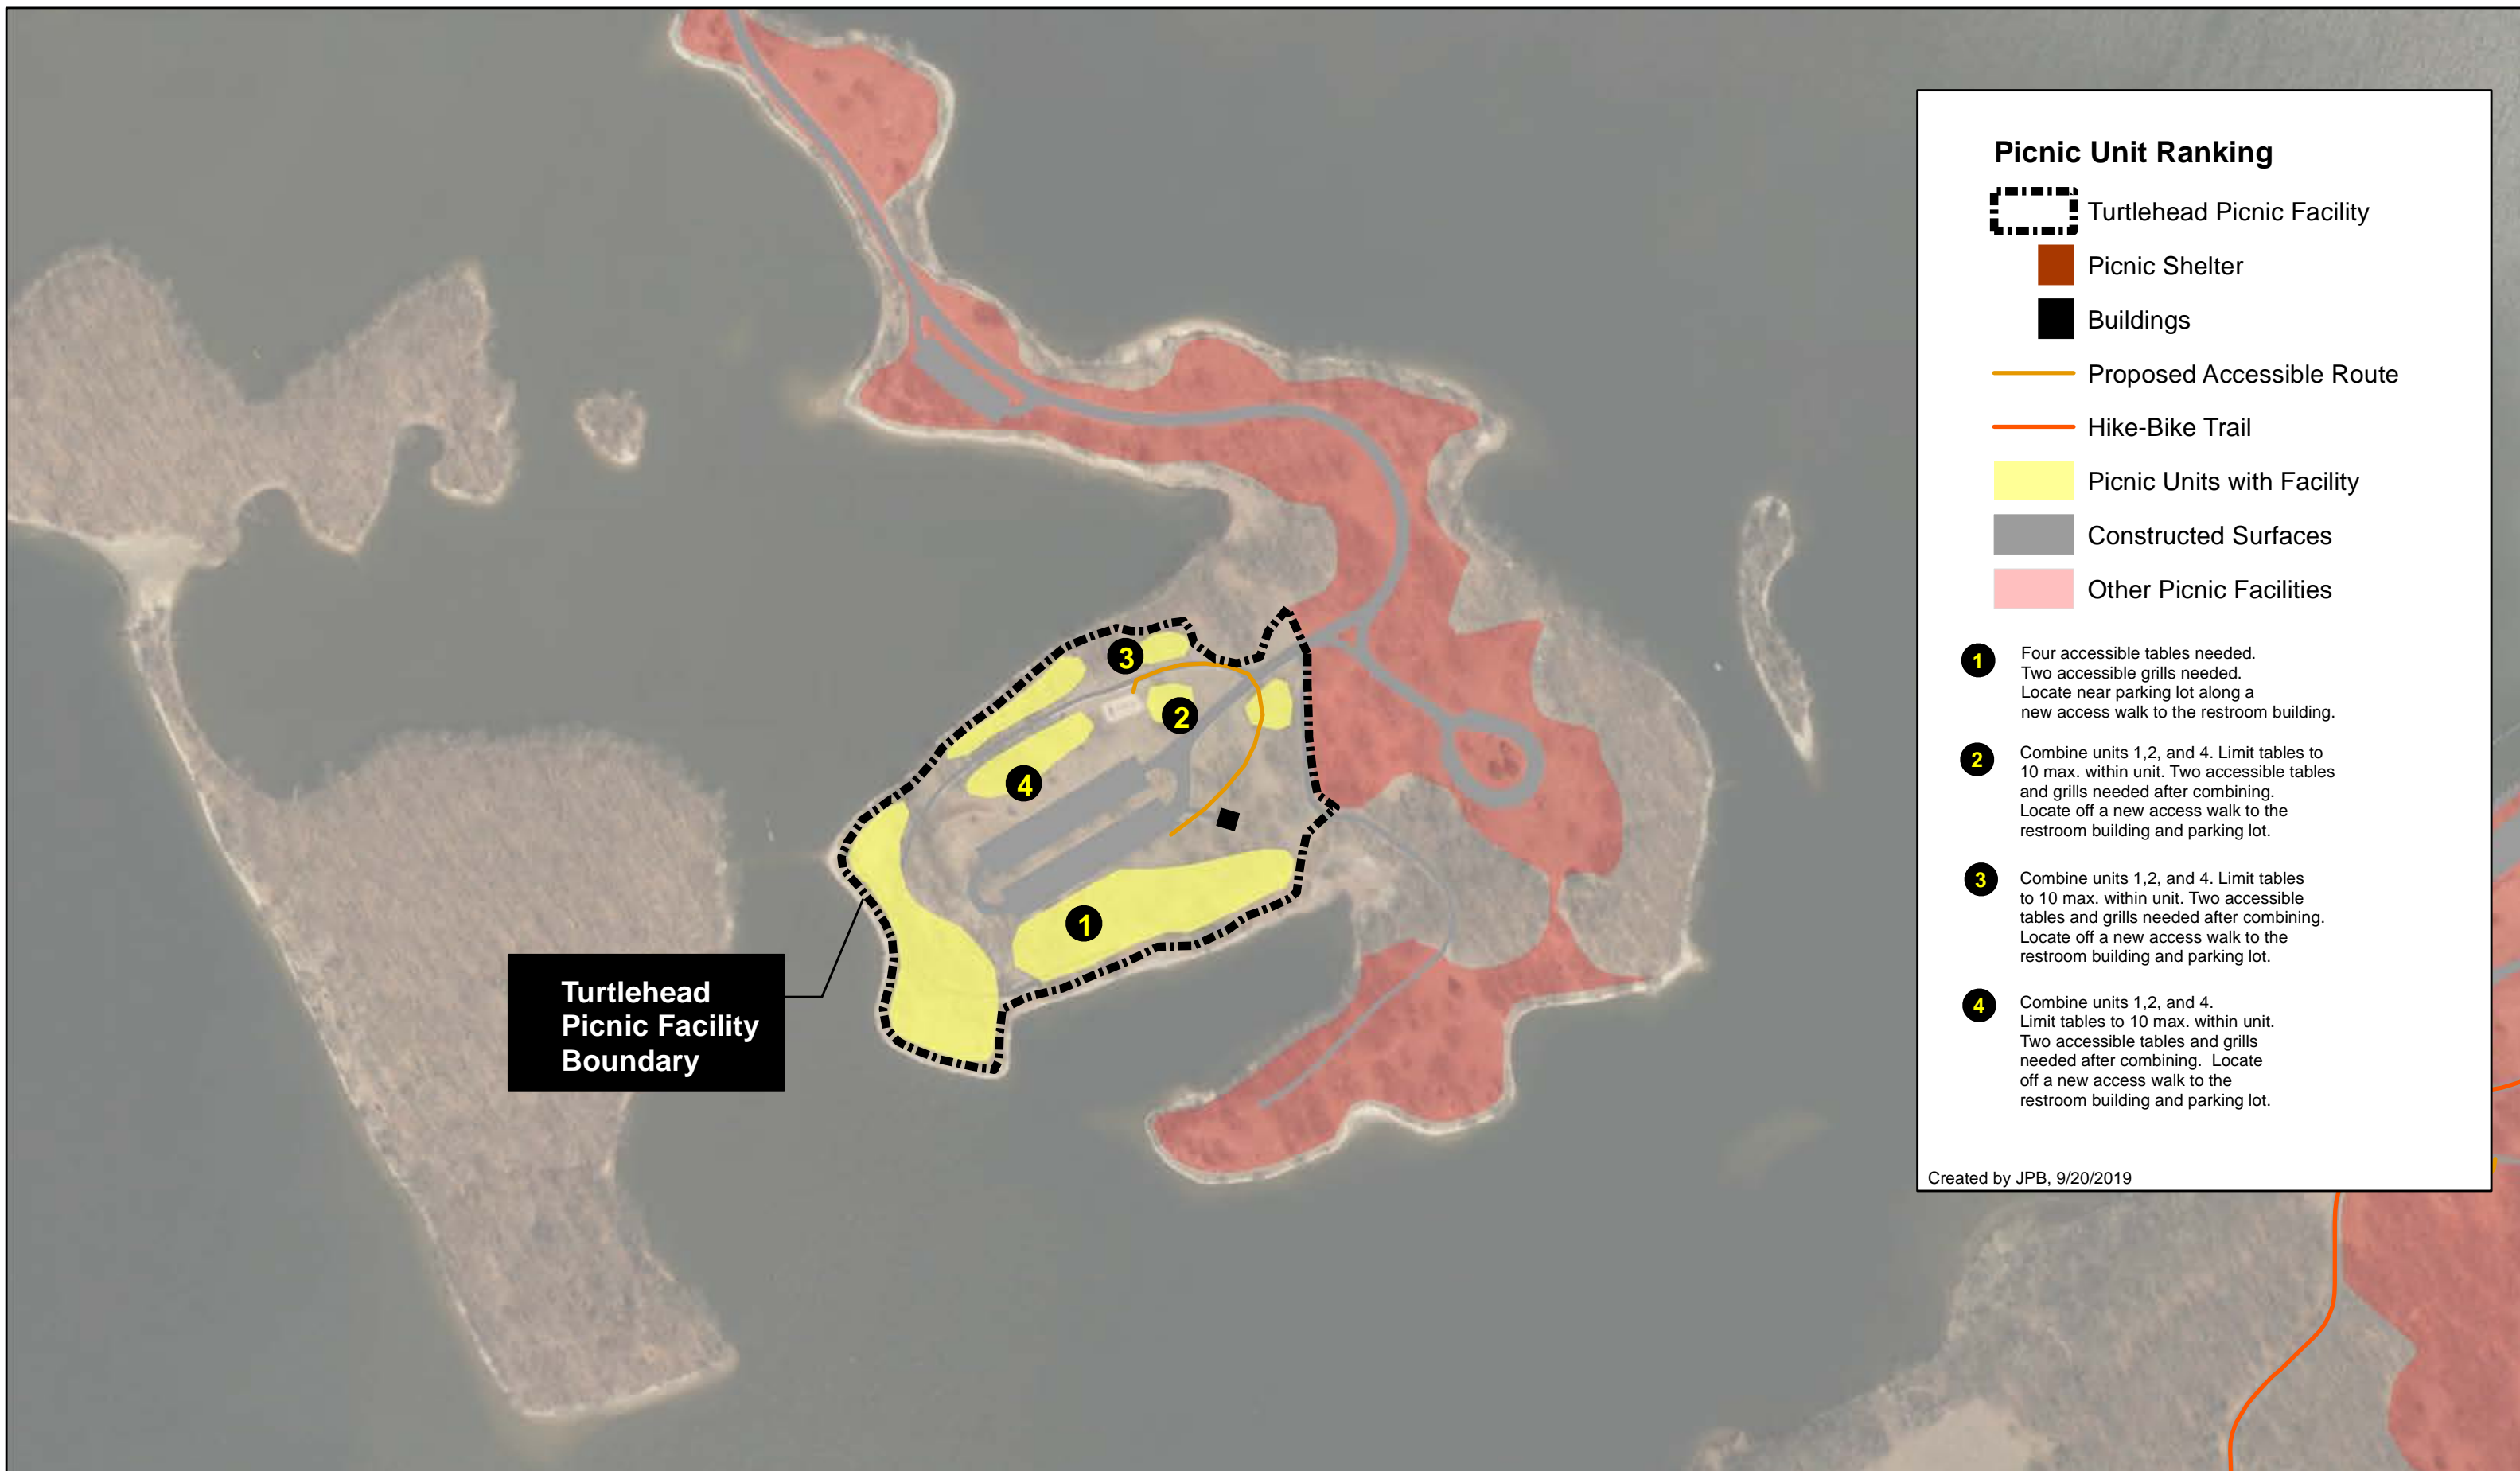 Picnic Unit Ranking
Turtlehead Picnic Facility
Picnic Shelter
Buildings
Proposed Accessible Route
Hike-Bike Trail
Picnic Units with Facility
Constructed Surfaces
Other Picnic Facilities
1
Four accessible tables needed.
Two accessible grills needed.
Locate near parking lot along a
new access walk to the restroom building.
2
Combine units 1,2, and 4. Limit tables to
10 max. within unit. Two accessible tables
and grills needed after combining.
Locate off a new access walk to the
restroom building and parking lot.
3
Combine units 1,2, and 4. Limit tables
to 10 max. within unit. Two accessible
tables and grills needed after combining.
Locate off a new access walk to the
restroom building and parking lot.
4
Combine units 1,2, and 4.
Limit tables to 10 max. within unit.
Two accessible tables and grills
needed after combining.  Locate
off a new access walk to the
restroom building and parking lot.
Created by JPB, 9/20/2019
3
2
4
1
Turtlehead
Picnic Facility
Boundary